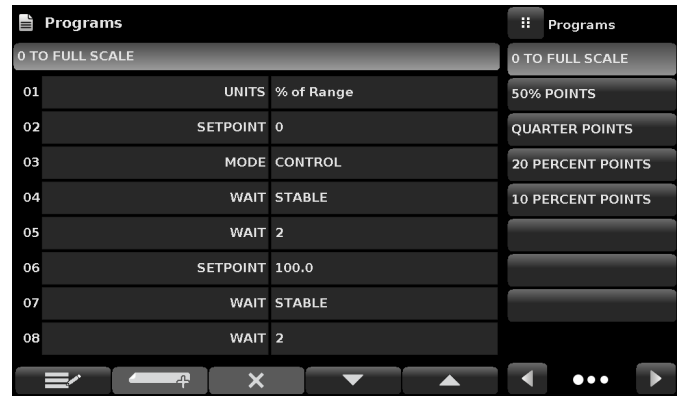 Programs
0 TO FULL SCALE
01 UNITS % of Range
02 SETPOINT 0
03 MODE CONTROL
04 WAIT STABLE
05 WAIT 2
06 SETPOINT 100.0
07 WAIT STABLE
08 WAIT 2
Programs
0 TO FULL SCALE
50% POINTS
QUARTER POINTS
20 PERCENT POINTS
10 PERCENT POINTS